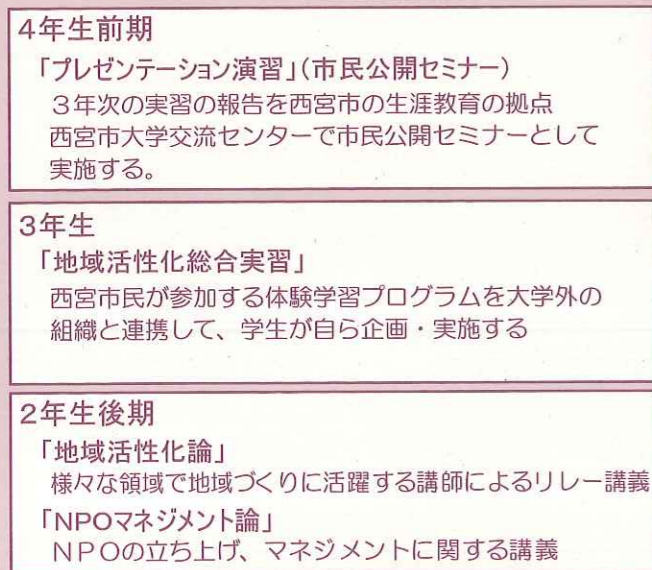 4年生前期
「プレゼンテーション演習」(市民公開セミナー)
3年次の実習の報告を西宮市の生涯教育の拠点
西宮市大学交流センターで市民公開セミナーとして
実施する。
3年生
「地域活性化総合実習」
西宮市民が参加する体験学習プログラムを大学外の
組織と連携して、学生が自ら企画・実施する
2年生後期
「地域活性化論」
様々な領域で地域づくりに活躍する講師によるリレー講義
「NPOマネジメント論」
NPOの立ち上げ、マネジメントに関する講義